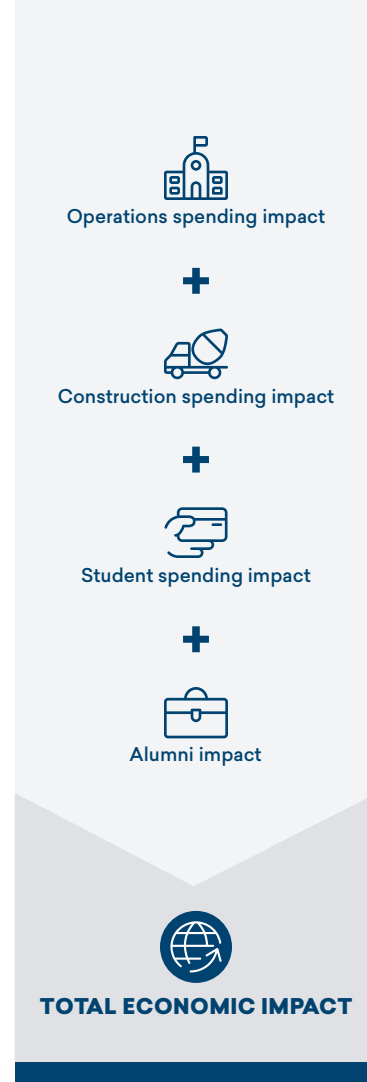 Operations spending impact
+
Construction spending impact
+
Student spending impact
+
Alumni impact
TOTAL ECONOMIC IMPACT